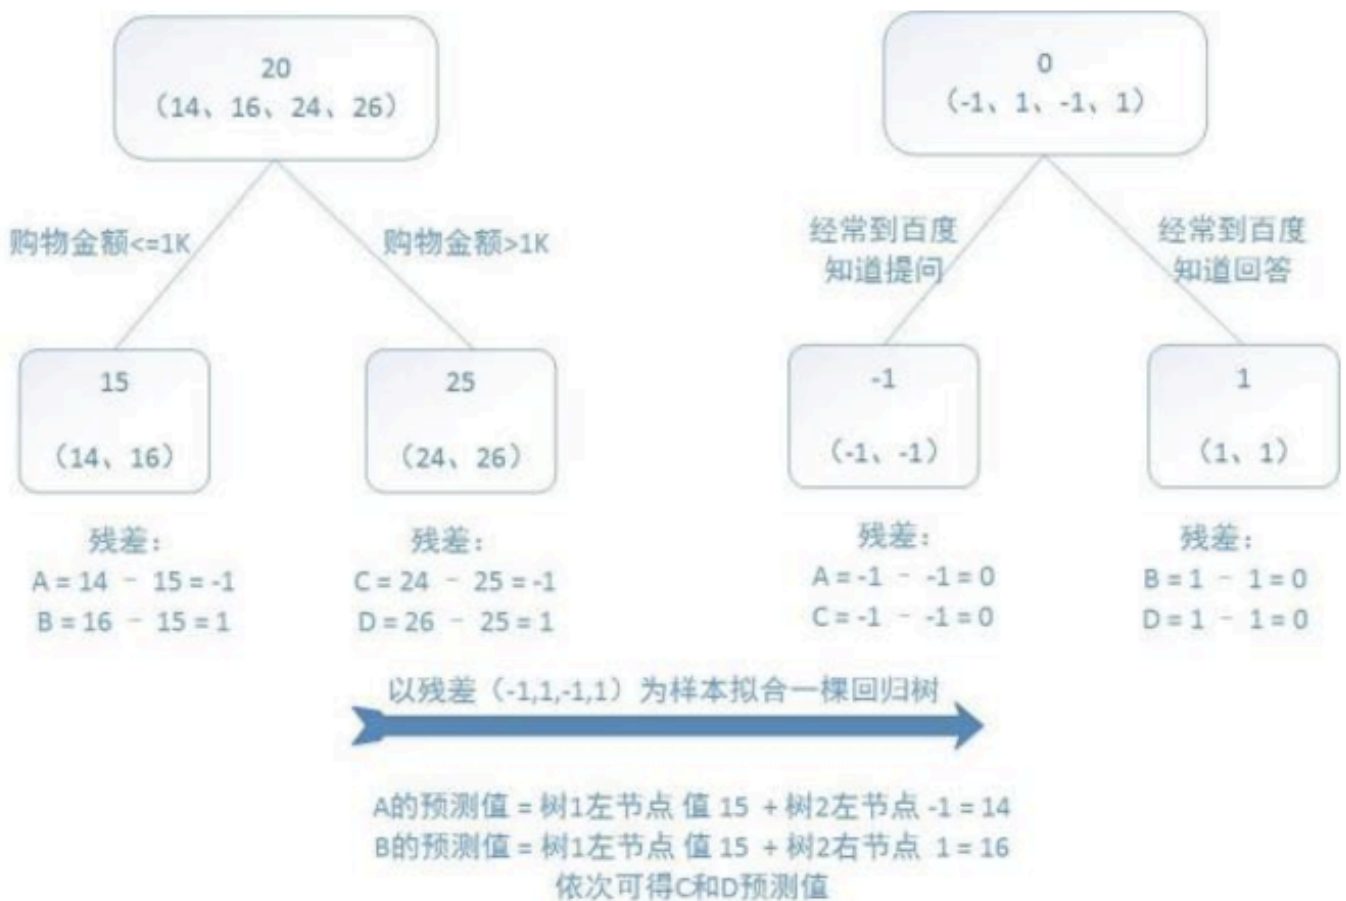 20
（14、16、24、26）
购物金额<=1K
购物金额>1K
15
（14、16）
25
（24、26）
残差：
A = 14 － 15 = -1
B = 16 － 15 = 1
残差：
C = 24 － 25 = -1
D = 26 － 25 = 1
0
（-1、1、-1、1）
经常到百度
知道提问
经常到百度
知道回答
-1
（-1、-1）
1
（1、1）
残差：
A = -1 － -1 = 0
C = -1 － -1 = 0
残差：
B = 1 － 1 = 0
D = 1 － 1 = 0
以残差（-1,1,-1,1）为样本拟合一棵回归树
A的预测值 = 树1左节点 值 15 + 树2左节点 -1 = 14
B的预测值 = 树1左节点 值 15 + 树2右节点 1 = 16
依次可得C和D预测值